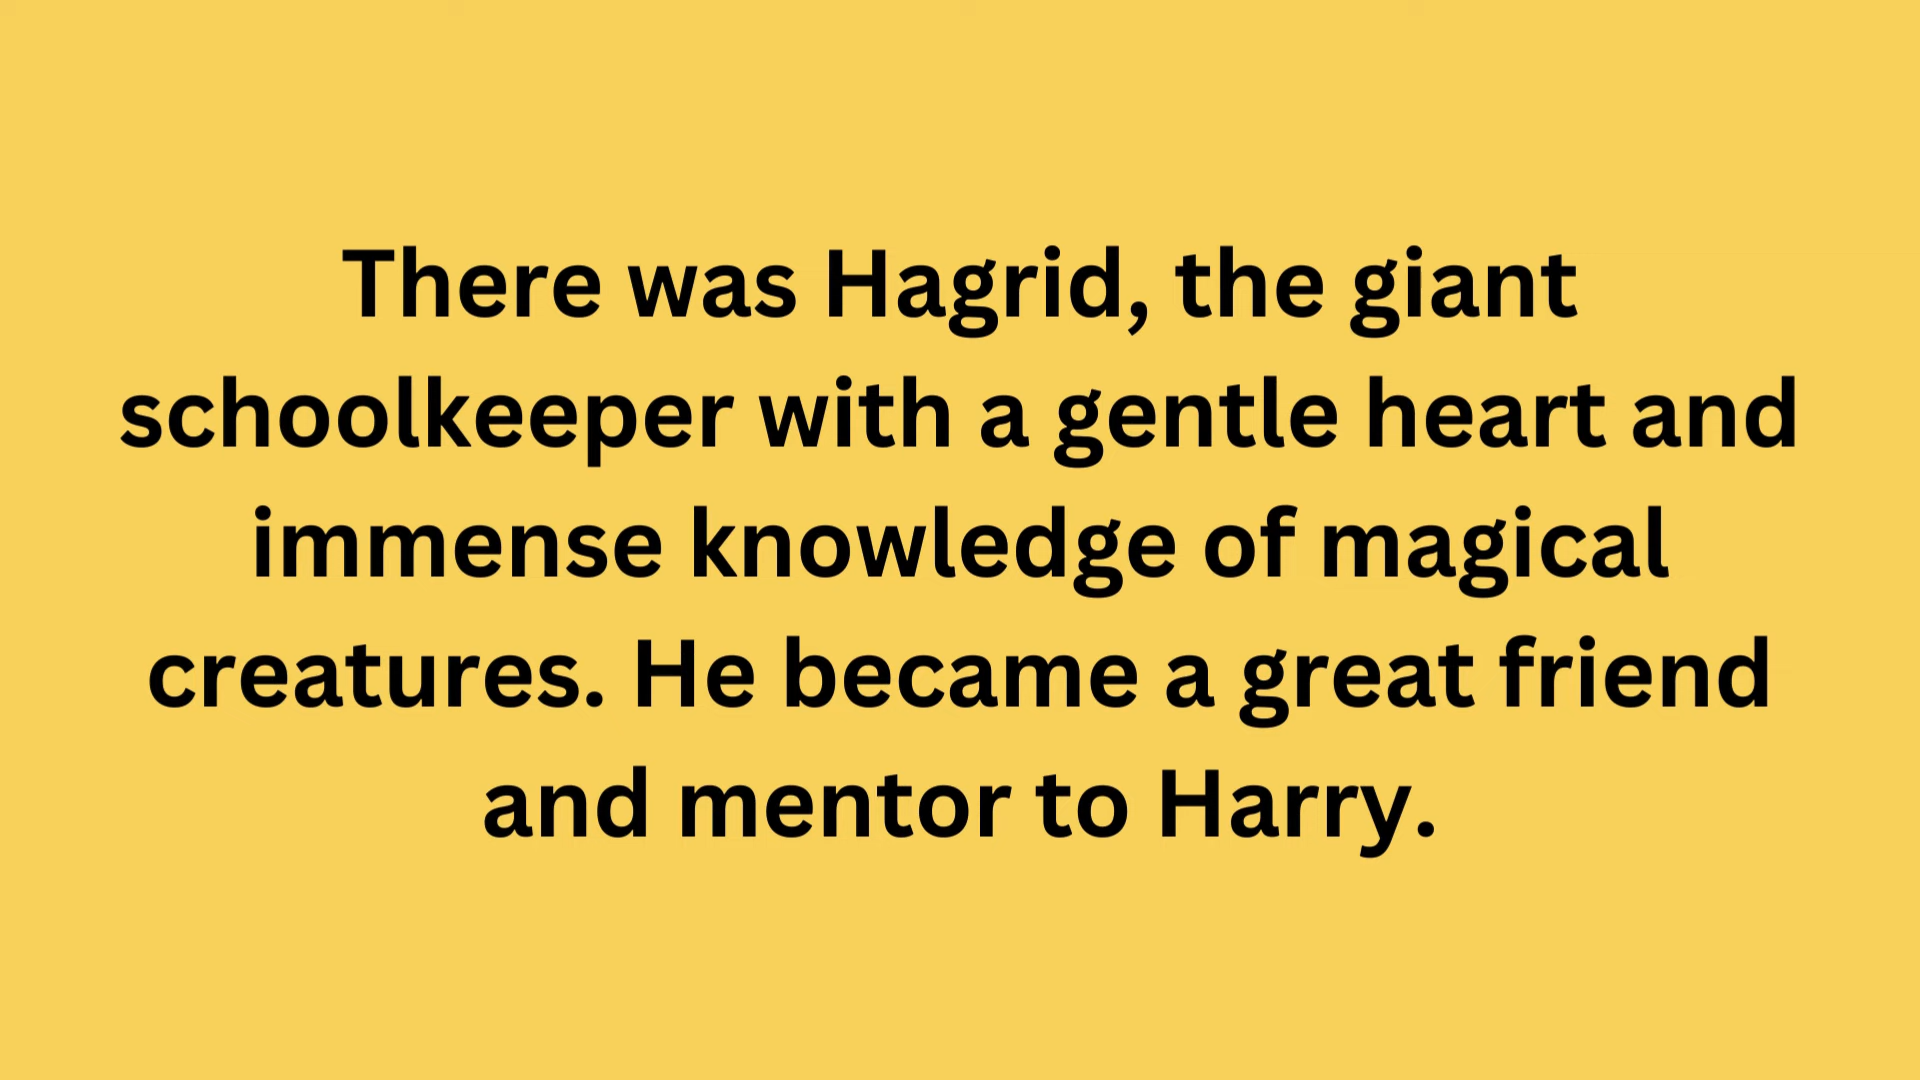 There was Hagrid, the giant
schoolkeeper with a gentle heart and
immense knowledge of magical
creatures. He became a great friend
and mentor to Harry.